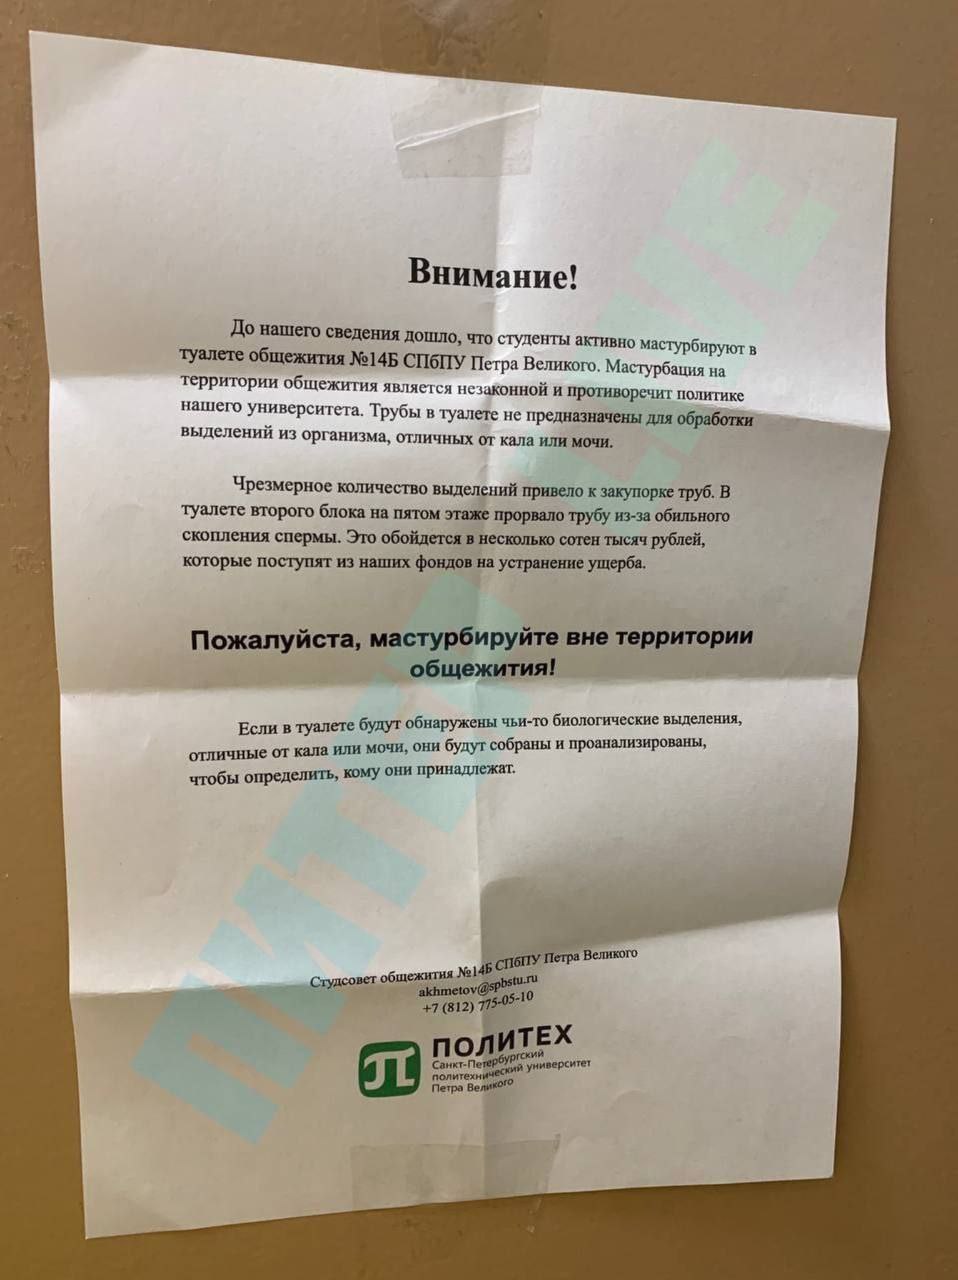 Внимание!
До нашего сведения дошло, что студенты активно мастурбируют в
туалете общежития №14Б СПбПУ Петра Великого. Мастурбация на
территории общежития является незаконной и противоречит политике
нашего университета. Трубы в туалете не предназначены для обработки
выделений из организма, отличных от кала или мочи.
Чрезмерное количество выделений привело к закупорке труб. В
туалете второго блока на пятом этаже прорвало трубу из-за обильного
скопления спермы. Это обойдется в несколько сотен тысяч рублей,
которые поступят из наших фондов на устранение ущерба.
Пожалуйста, мастурбируйте вне территории
общежития!
Если в туалете будут обнаружены чьи-то биологические выделения,
отличные от кала или мочи, они будут собраны и проанализированы,
чтобы определить, кому они принадлежат.
Студсовет общежития №14Б СПбПУ Петра Великого
akhmetov@spbstu.ru
+7 (812) 775-05-10
ПОЛИТЕХ
Санкт-Петербургский
политехнический университет
Петра Великого
ПИТЕР LIVE